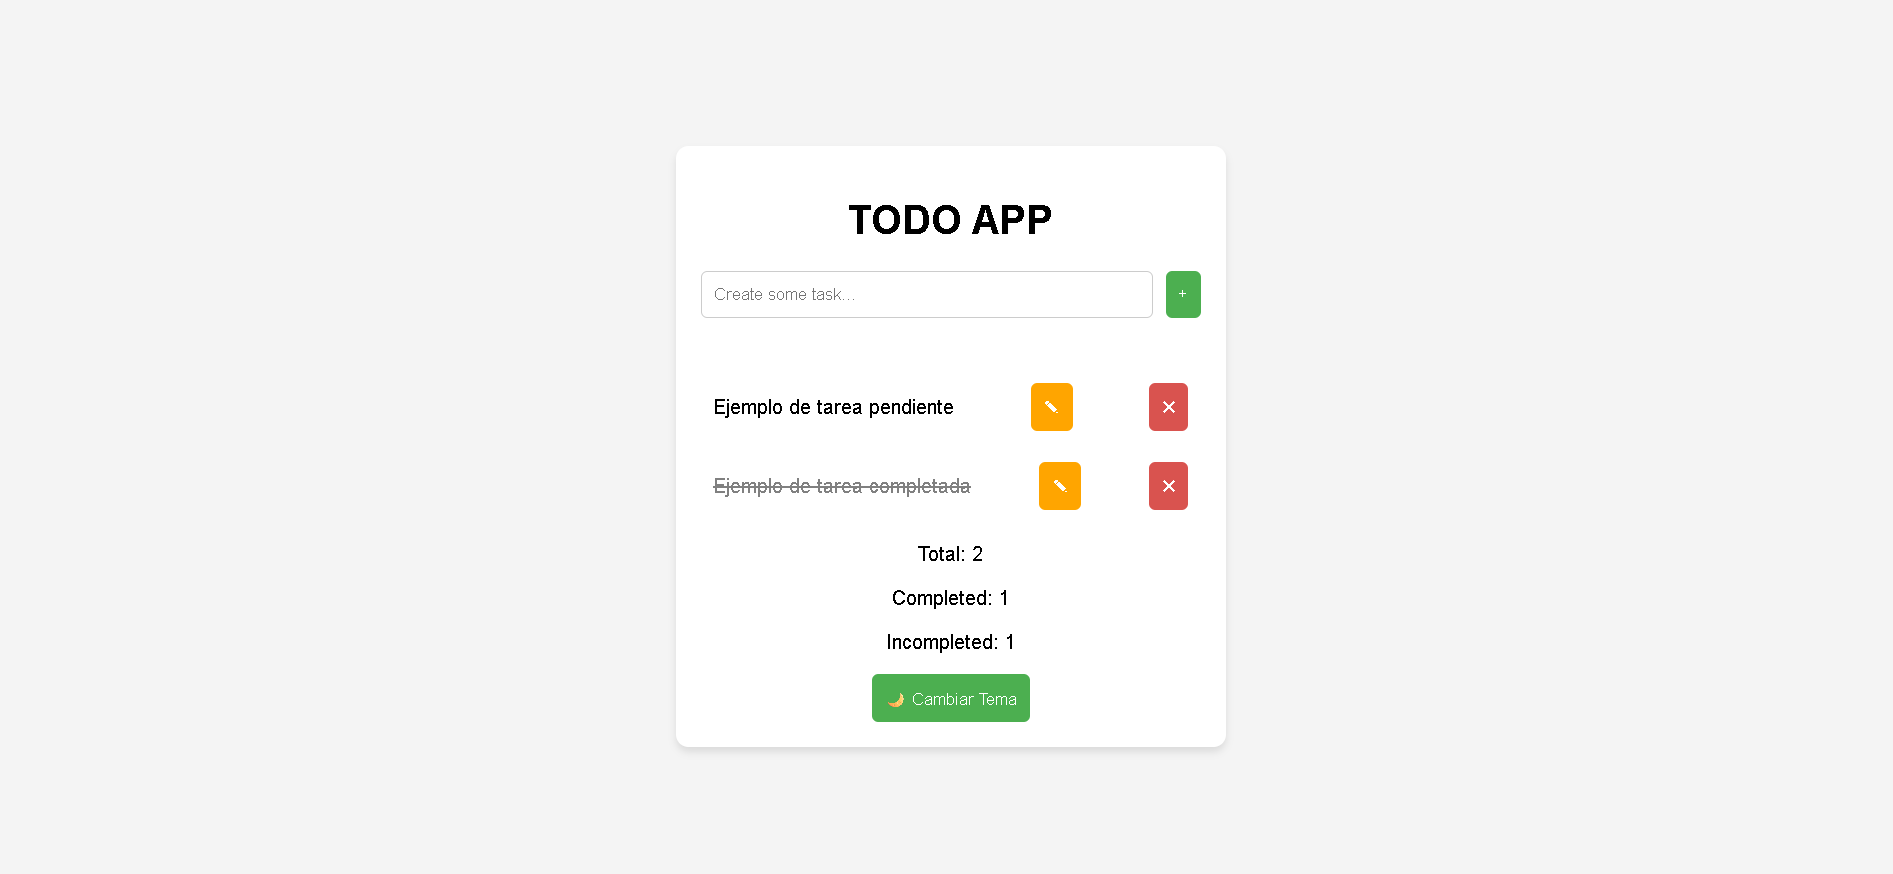 TODO APP
Create some task...
+
Ejemplo de tarea pendiente
Ejemplo de tarea completada
Total: 2
Completed: 1
Incompleted: 1
🌙 Cambiar Tema